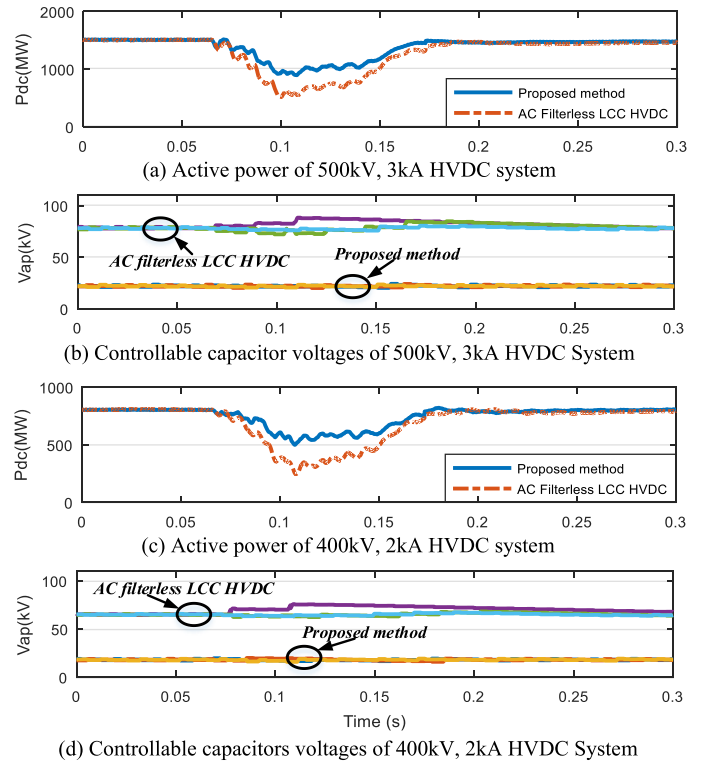 2000
1000
0
Pdc(MW)
Proposed method
AC Filterless LCC HVDC
0 0.05 0.1 0.15 0.2 0.25 0.3
(a) Active power of 500kV, 3kA HVDC system
100
50
0
Vap(kV)
AC filterless LCC HVDC
Proposed method
0 0.05 0.1 0.15 0.2 0.25 0.3
(b) Controllable capacitor voltages of 500kV, 3kA HVDC System
1000
500
0
Pdc(MW)
Proposed method
AC Filterless LCC HVDC
0 0.05 0.1 0.15 0.2 0.25 0.3
(c) Active power of 400kV, 2kA HVDC system
100
50
0
Vap(kV)
AC filterless LCC HVDC
Proposed method
0 0.05 0.1 0.15 0.2 0.25 0.3
Time (s)
(d) Controllable capacitors voltages of 400kV, 2kA HVDC System